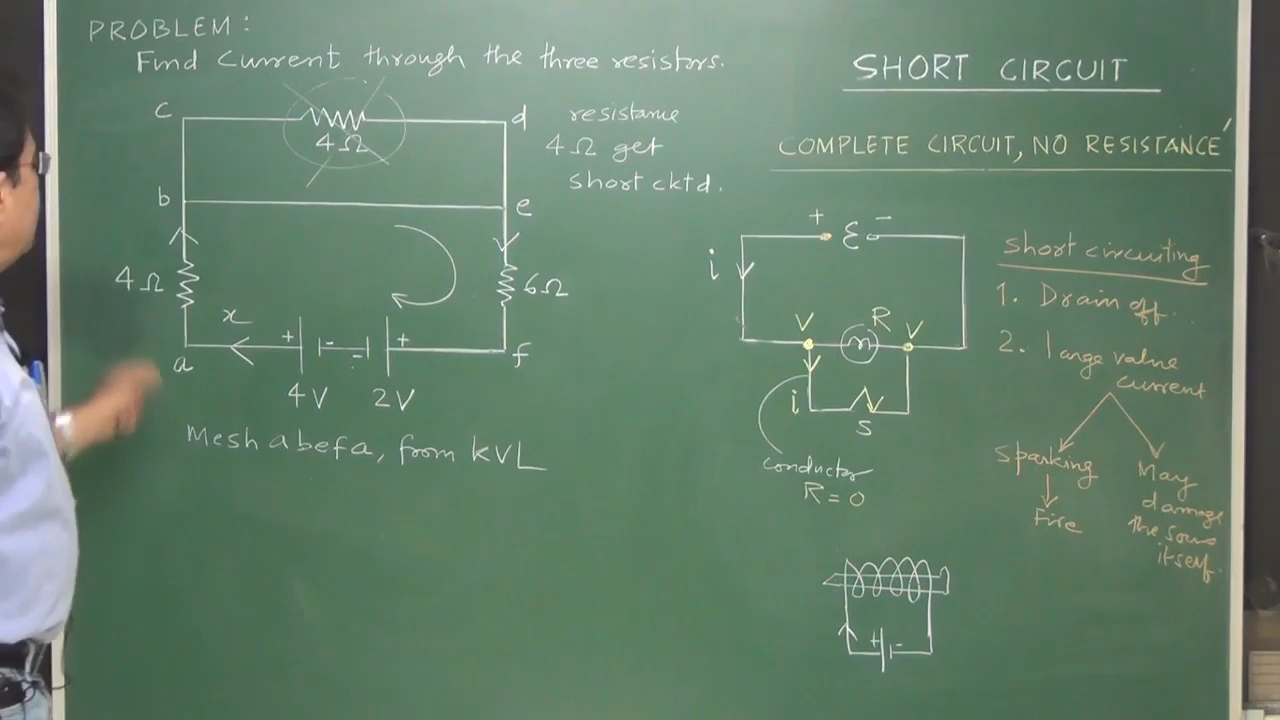 PROBLEM:
Find Current through the three resistors.
c
d
4Ω
resistance
4Ω get
short cktd.
b
e
4Ω
6Ω
x
+
-
-
+
a
f
4V
2V
Mesh abefa, from KVL
SHORT CIRCUIT
COMPLETE CIRCUIT, NO RESISTANCE
+
ε
-
i
V
R
V
i
S
conductor
R=0
+
-
short circuiting
1. Drain off.
2. large value
current
Sparking
Fire
May
damage
the
itself.